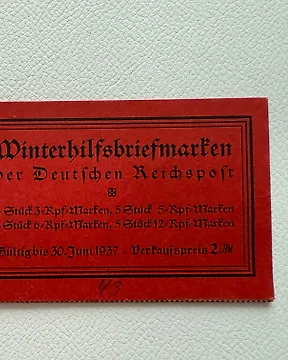 Winterhilfsbriefmarken
der Deutschen Reichspost
Stück 3-Rpf-Marken, 5 Stück 5-Rpf-Marken
Stück 6-Rpf-Marken, 5 Stück 12-Rpf-Marken
Gültig bis 30. Juni 1937 - Verkaufspreis 2 RM
43